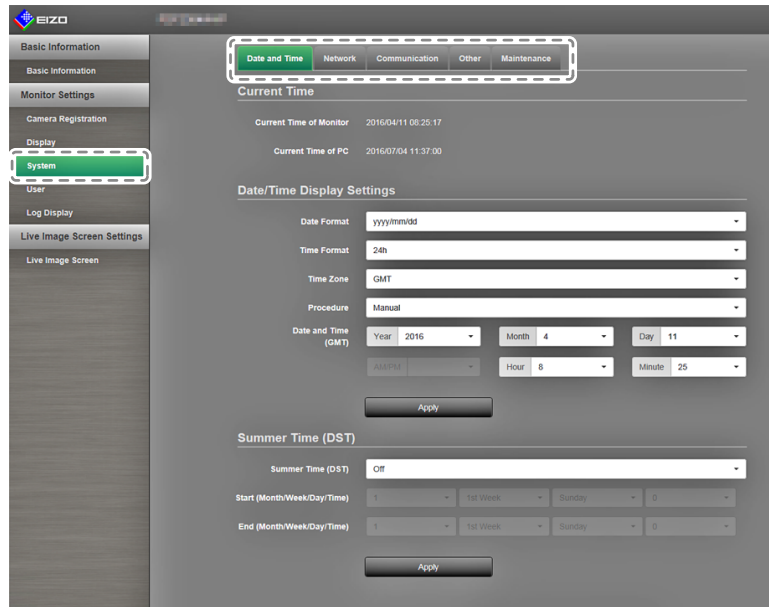 EIZO
Basic Information
Basic Information
Monitor Settings
Camera Registration
Display
System
User
Log Display
Live Image Screen Settings
Live Image Screen
Date and Time Network Communication Other Maintenance
Current Time
Current Time of Monitor 2016/04/11 08:25:17
Current Time of PC 2016/07/04 11:37:00
Date/Time Display Settings
Date Format yyyy/mm/dd
Time Format 24h
Time Zone GMT
Procedure Manual
Date and Time
(GMT)
Year 2016 Month 4 Day 11
AM/PM Hour 8 Minute 25
Apply
Summer Time (DST)
Summer Time (DST) Off
Start (Month/Week/Day/Time) 1 1st Week Sunday 0
End (Month/Week/Day/Time) 1 1st Week Sunday 0
Apply